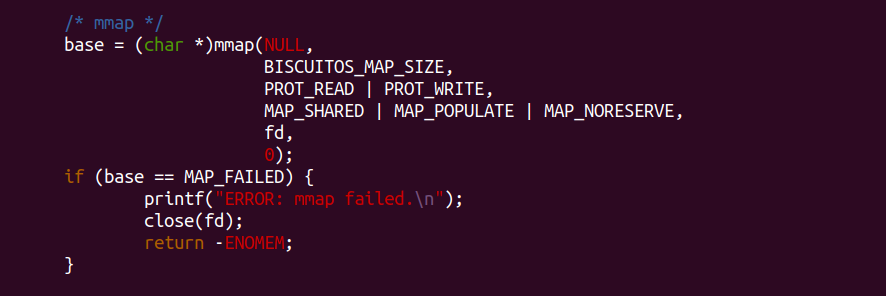 /* mmap */
base = (char *)mmap(NULL,
BISCUITOS_MAP_SIZE,
PROT_READ | PROT_WRITE,
MAP_SHARED | MAP_POPULATE | MAP_NORESERVE,
fd,
0);
if (base == MAP_FAILED) {
printf("ERROR: mmap failed.\n");
close(fd);
return -ENOMEM;
}